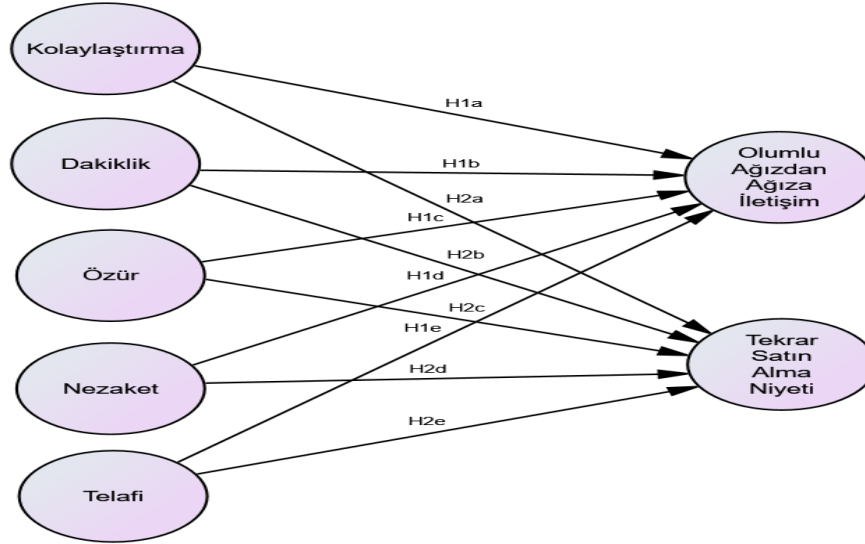 Kolaylaştırma
H1a
Olumlu
Ağızdan
Ağıza
İletişim
Dakiklik
H1b
H2a
H1c
Özür
H2b
H1d
H2c
H1e
Tekrar
Satın
Alma
Niyeti
Nezaket
H2d
H2e
Telafi